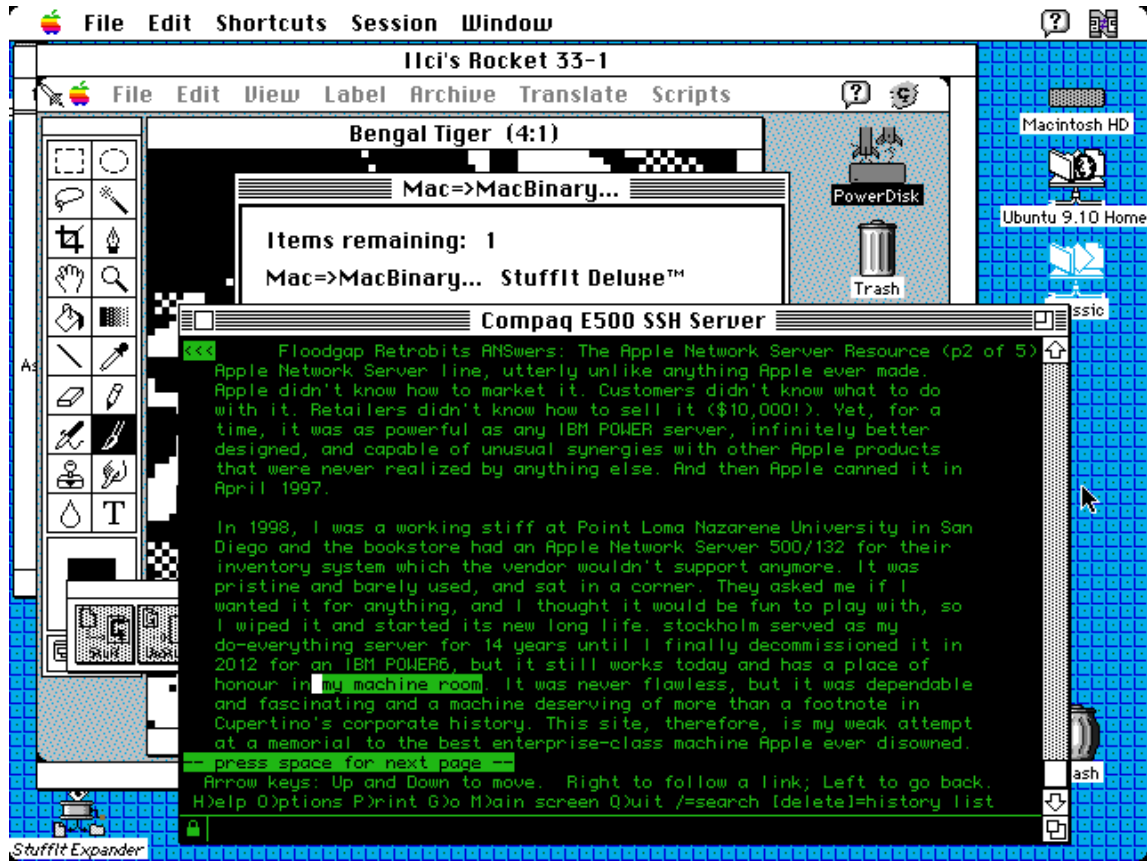 File Edit Shortcuts Session Window
IIci's Rocket 33-1
File Edit View Label Archive Translate Scripts
Macintosh HD
Bengal Tiger (4:1)
Mac=>MacBinary...
PowerDisk
Ubuntu 9.10 Home
Items remaining: 1
Mac=>MacBinary... StuffIt Deluxe™
Trash
ssic
Compaq E500 SSH Server
<<< Floodgap Retrobits ANSwers: The Apple Network Server Resource (p2 of 5)
As
Apple Network Server line, utterly unlike anything Apple ever made.
Apple didn't know how to market it. Customers didn't know what to do
with it. Retailers didn't know how to sell it ($10,000!). Yet, for a
time, it was as powerful as any IBM POWER server, infinitely better
designed, and capable of unusual synergies with other Apple products
that were never realized by anything else. And then Apple canned it in
April 1997.
T
In 1998, I was a working stiff at Point Loma Nazarene University in San
Diego and the bookstore had an Apple Network Server 500/132 for their
inventory system which the vendor wouldn't support anymore. It was
pristine and barely used, and sat in a corner. They asked me if I
wanted it for anything, and I thought it would be fun to play with, so
I wiped it and started its new long life. stockholm served as my
do-everything server for 14 years until I finally decommissioned it in
2012 for an IBM POWER6, but it still works today and has a place of
honour in my machine room. It was never flawless, but it was dependable
and fascinating and a machine deserving of more than a footnote in
Cupertino's corporate history. This site, therefore, is my weak attempt
at a memorial to the best enterprise-class machine Apple ever disowned.
-- press space for next page --
ash
Arrow keys: Up and Down to move. Right to follow a link; Left to go back.
H)elp O)ptions P)rint G)o M)ain screen Q)uit /=search [delete]=history list
StuffIt Expander